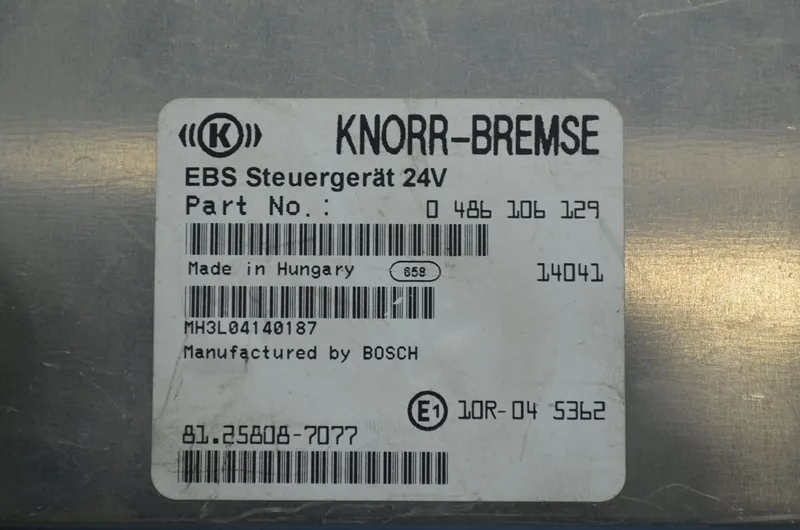 K KNORR-BREMSE
EBS Steuergerät 24V
Part No.: 0 486 106 129
Made in Hungary 658 14041
MH3L04140187
Manufactured by BOSCH
E1 10R-04 5362
81.25808-7077